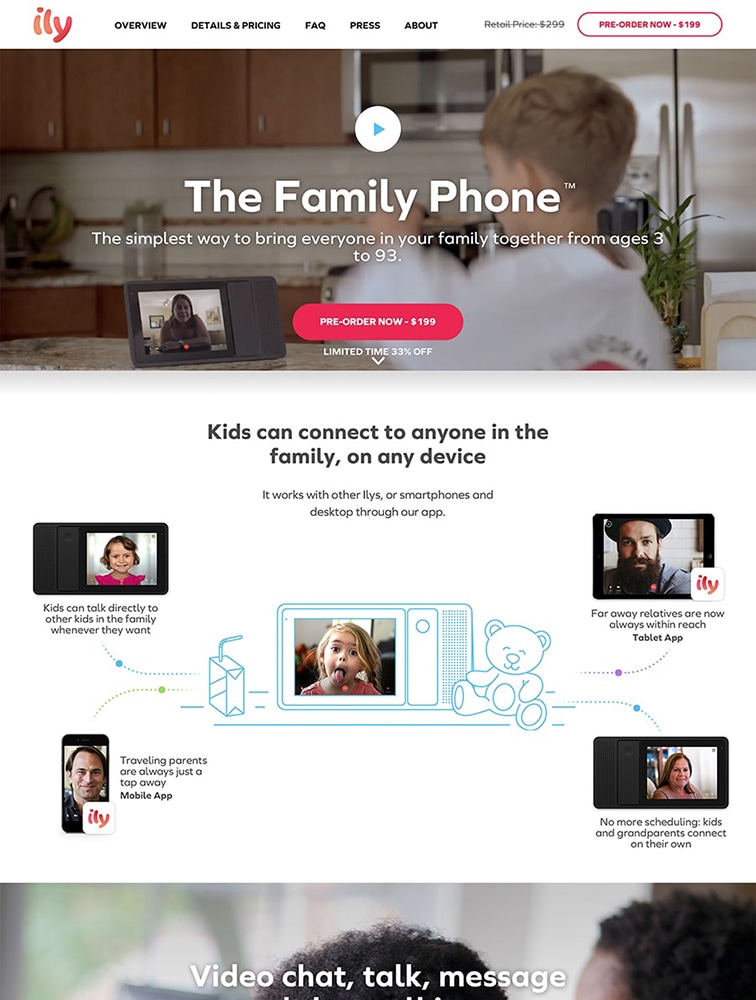 ily
OVERVIEW
DETAILS & PRICING
FAQ
PRESS
ABOUT
Retail Price: $299
PRE-ORDER NOW - $199
The Family Phone™
The simplest way to bring everyone in your family together from ages 3
to 93.
PRE-ORDER NOW - $199
LIMITED TIME 33% OFF
Kids can connect to anyone in the
family, on any device
It works with other Ilys, or smartphones and
desktop through our app.
Kids can talk directly to
other kids in the family
whenever they want
ily
Far away relatives are now
always within reach
Tablet App
Traveling parents
are always just a
tap away
Mobile App
ily
No more scheduling: kids
and grandparents connect
on their own
Video chat, talk, message